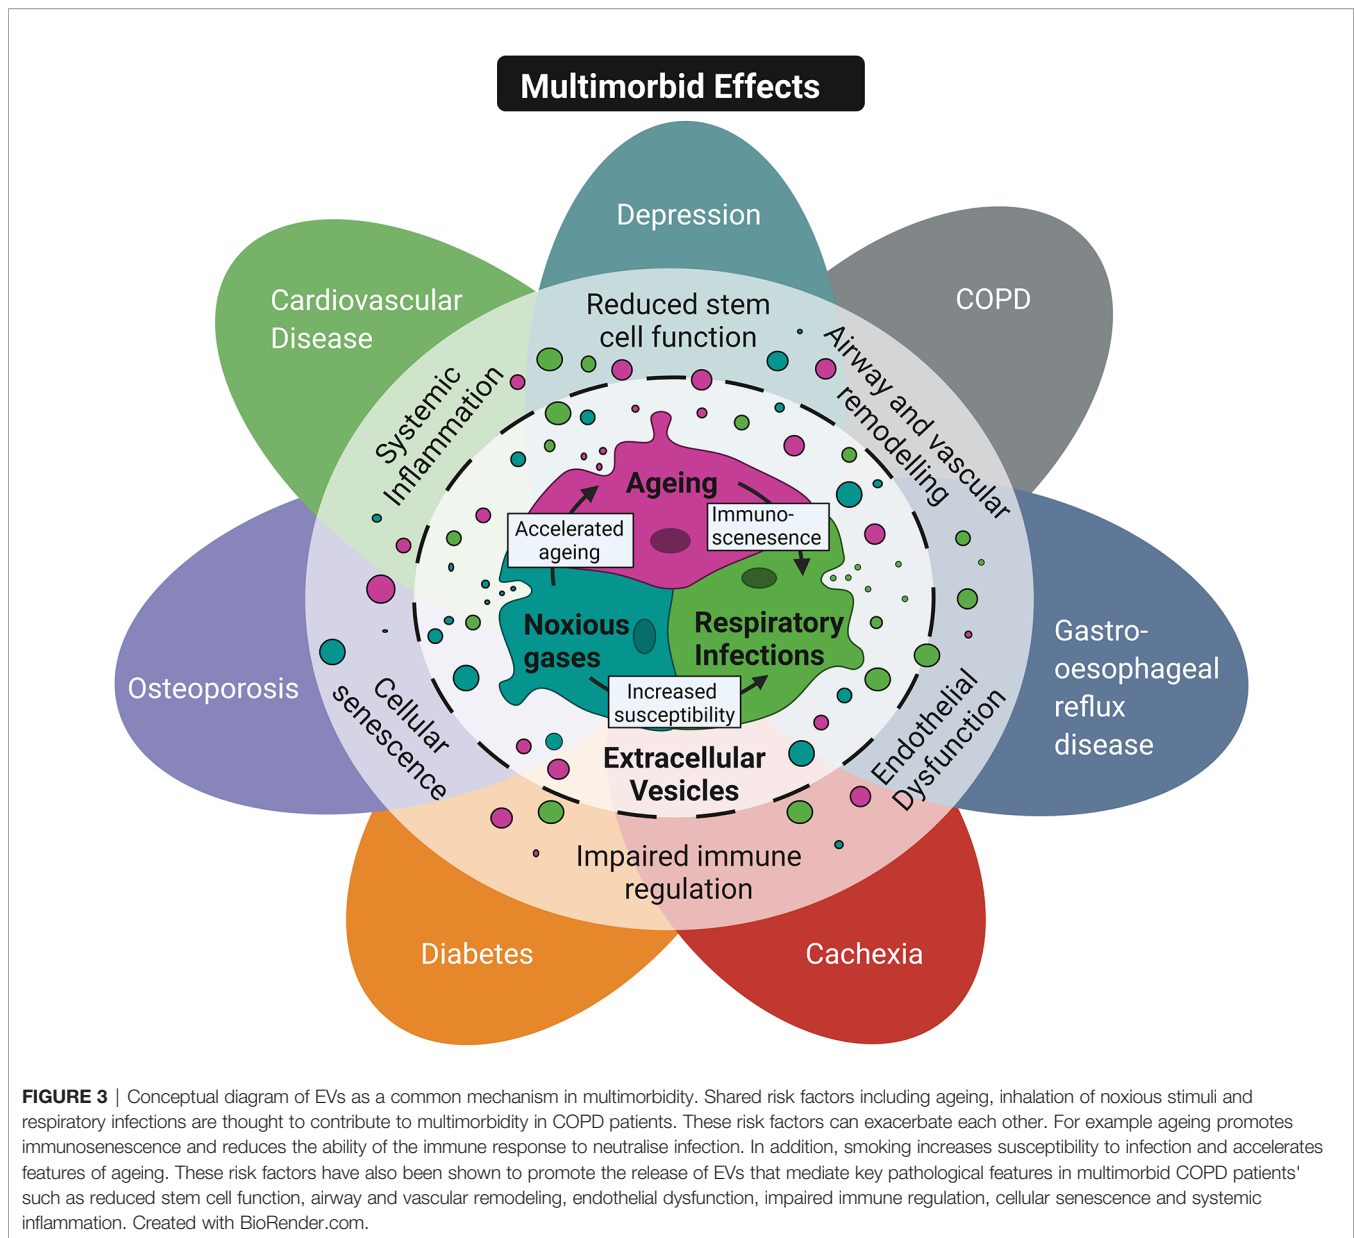 Multimorbid Effects
Depression
Cardiovascular
Disease
COPD
Reduced stem
cell function
Systemic
Inflammation
Airway and vascular
remodelling
Ageing
Accelerated
ageing
Immuno-
scenesence
Noxious
gases
Respiratory
Infections
Increased
susceptibility
Extracellular
Vesicles
Osteoporosis
Cellular
senescence
Endothelial
Dysfunction
Gastro-
oesophageal
reflux
disease
Impaired immune
regulation
Diabetes
Cachexia
FIGURE 3 | Conceptual diagram of EVs as a common mechanism in multimorbidity. Shared risk factors including ageing, inhalation of noxious stimuli and
respiratory infections are thought to contribute to multimorbidity in COPD patients. These risk factors can exacerbate each other. For example ageing promotes
immunosenescence and reduces the ability of the immune response to neutralise infection. In addition, smoking increases susceptibility to infection and accelerates
features of ageing. These risk factors have also been shown to promote the release of EVs that mediate key pathological features in multimorbid COPD patients'
such as reduced stem cell function, airway and vascular remodeling, endothelial dysfunction, impaired immune regulation, cellular senescence and systemic
inflammation. Created with BioRender.com.